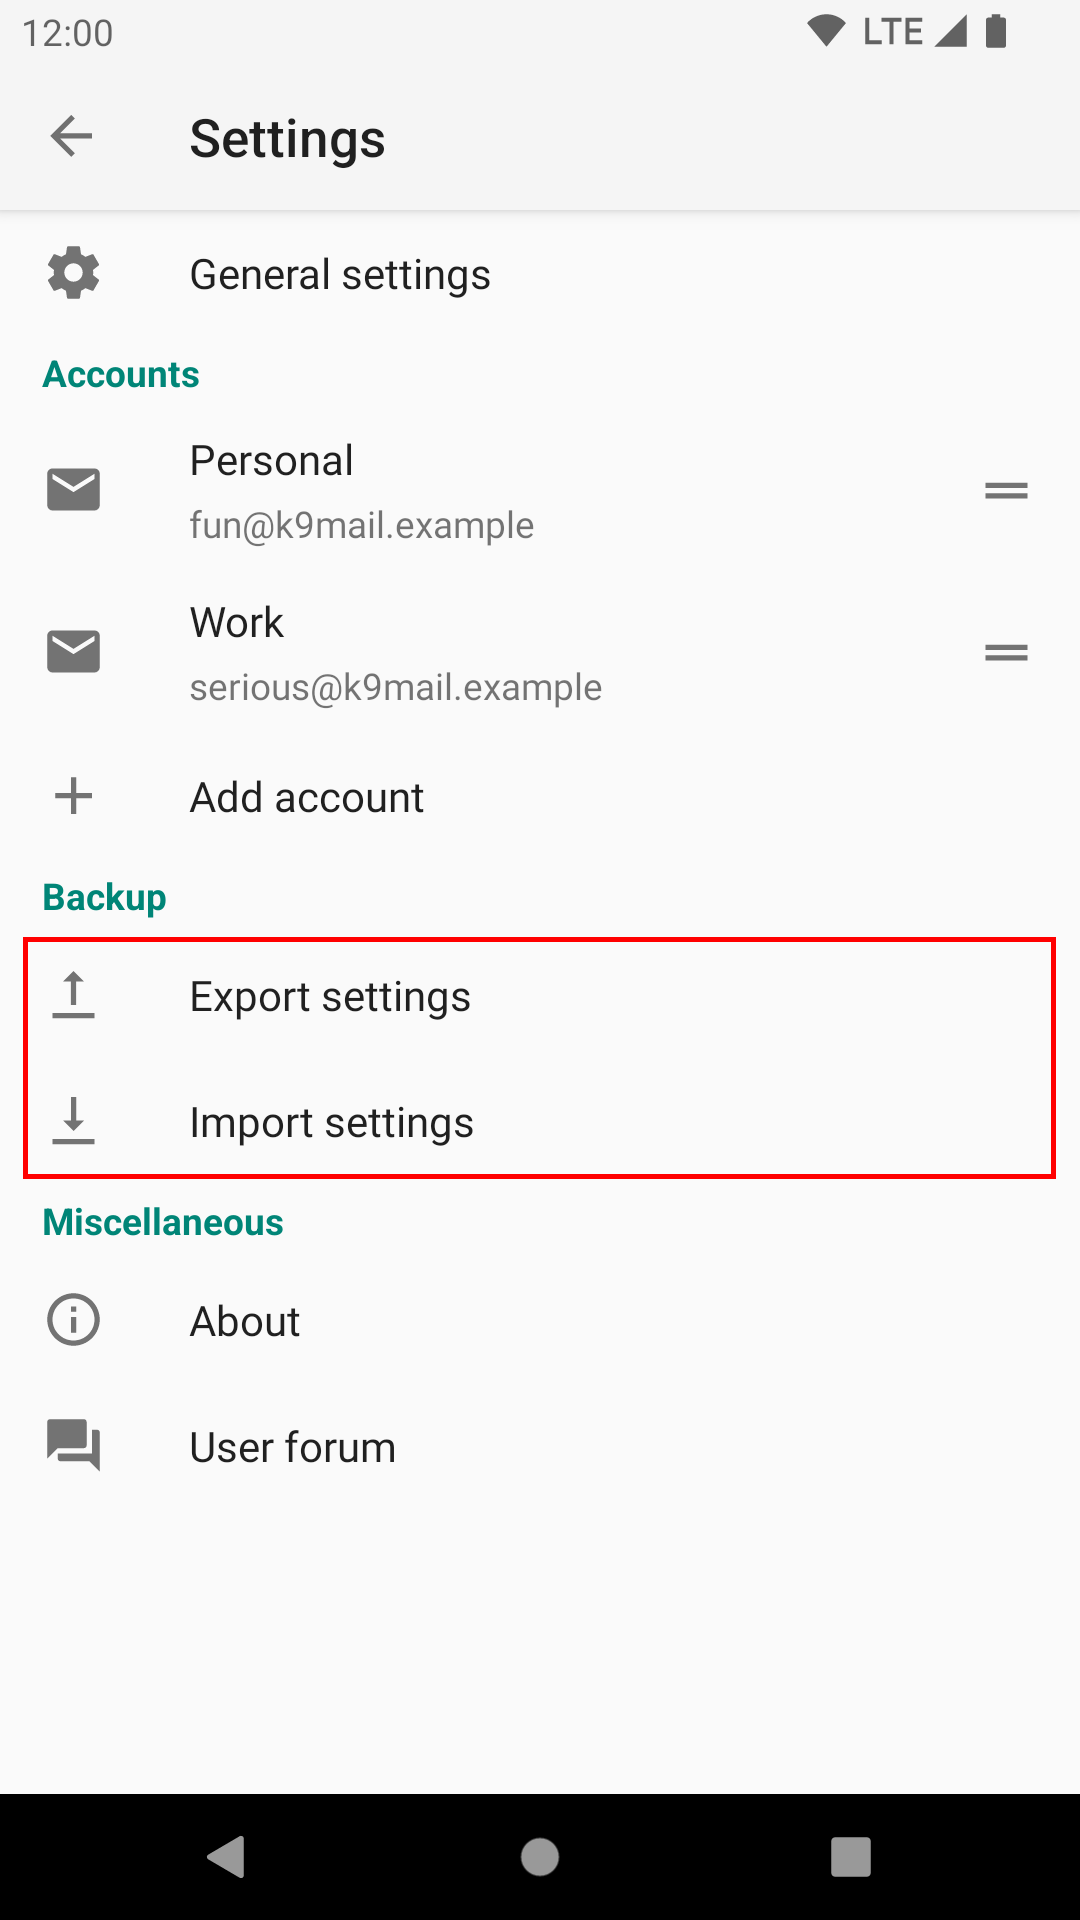 12:00 LTE
Settings
General settings
Accounts
Personal
fun@k9mail.example
Work
serious@k9mail.example
Add account
Backup
Export settings
Import settings
Miscellaneous
About
User forum